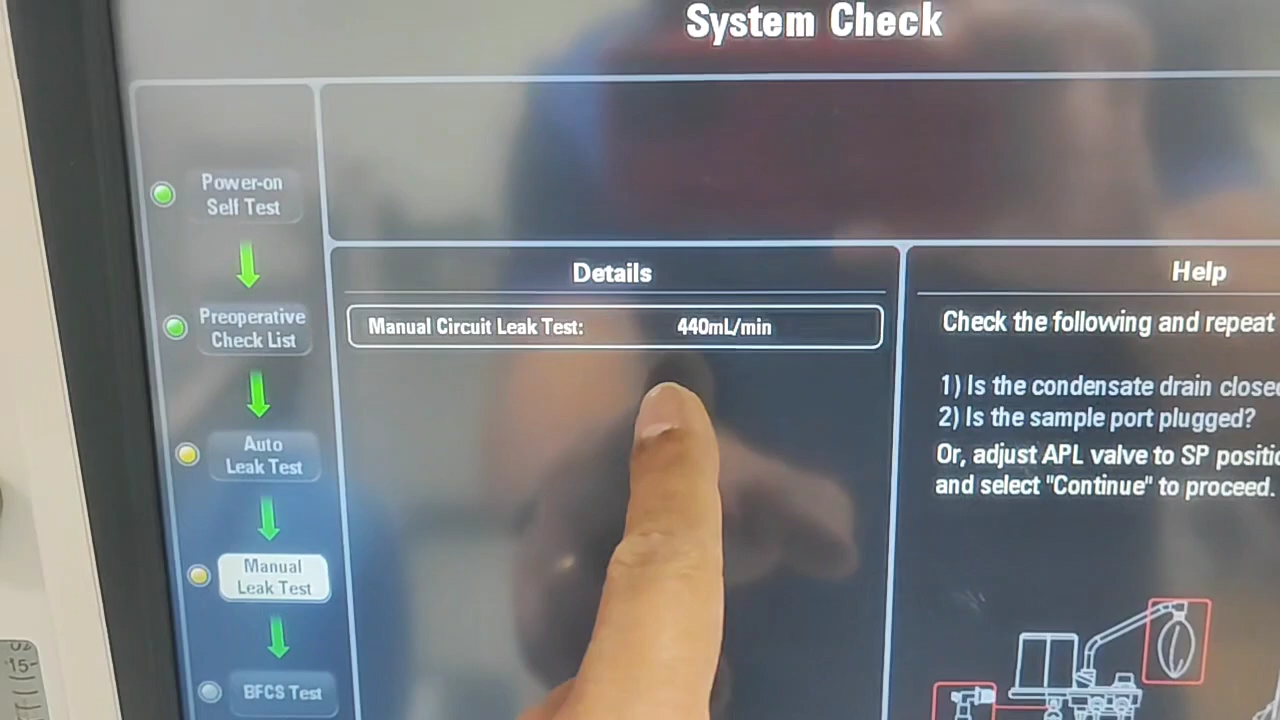 System Check
Power-on
Self Test
Preoperative
Check List
Auto
Leak Test
Manual
Leak Test
BFCS Test
Details
Manual Circuit Leak Test: 440mL/min
Help
Check the following and repeat
1) Is the condensate drain
2) Is the sample port plugged?
Or, adjust APL valve to SP
and select "Continue" to proceed.
15